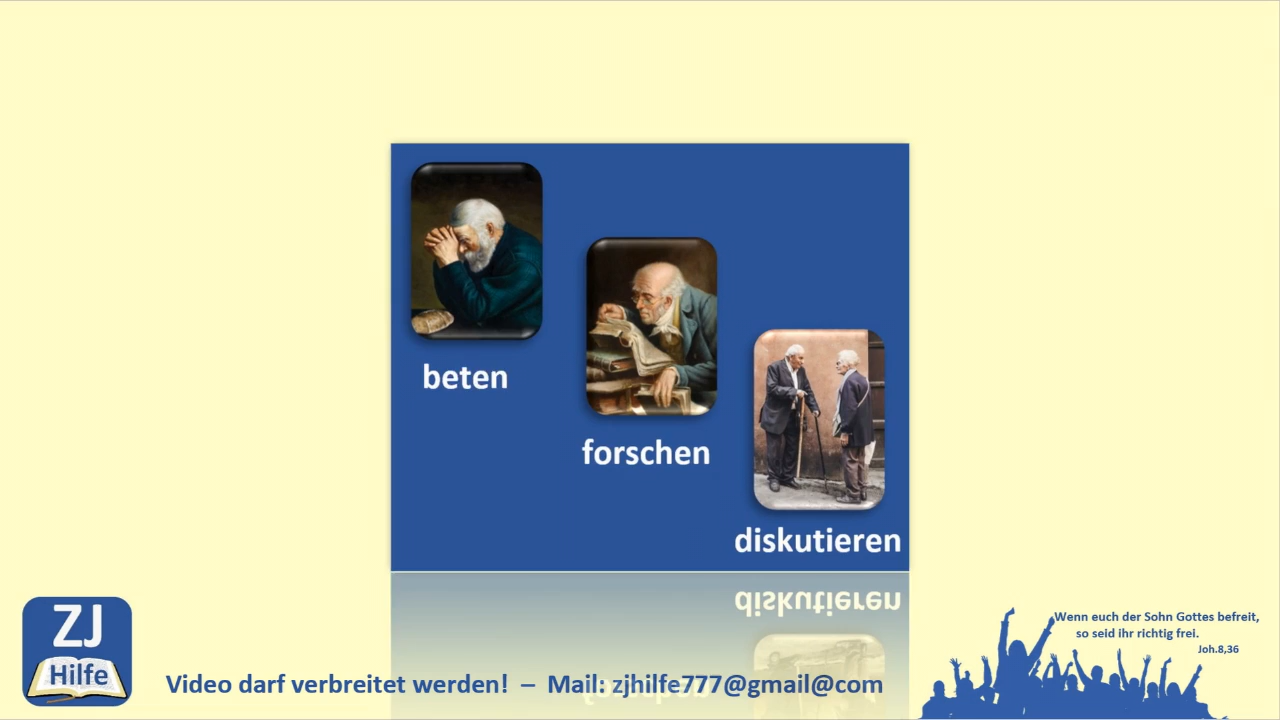 beten
forschen
diskutieren
diskutieren
forschen
ZJ
Hilfe
Video darf verbreitet werden! – Mail: zjhilfe777@gmail@com
Wenn euch der Sohn Gottes befreit,
so seid ihr richtig frei.
Joh.8,36